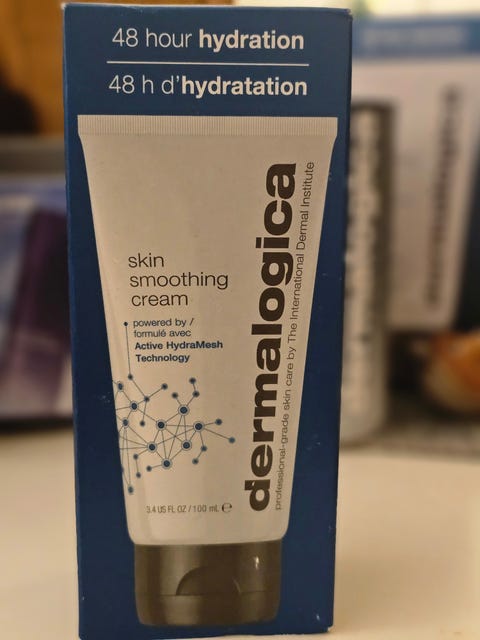 48 hour hydration
48 h d'hydratation
skin
smoothing
cream
powered by /
formulé avec
Active HydraMesh
Technology
3.4 US FL OZ / 100 mL ℮
dermalogica
professional-grade skin care by The International Dermal Institute